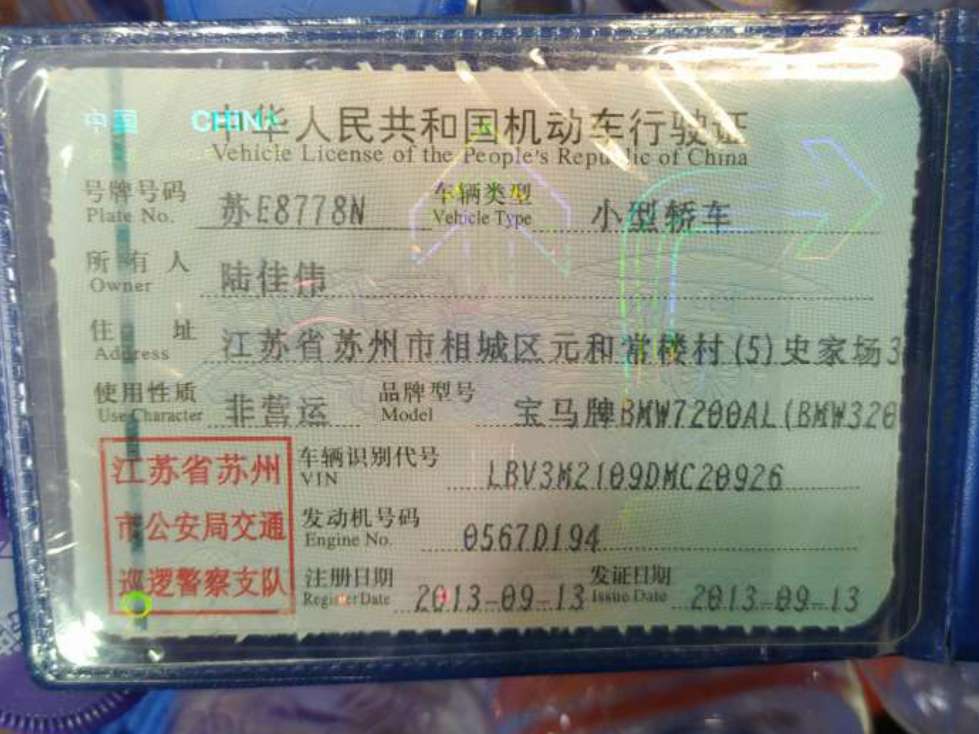 中国 CHINA
中华人民共和国机动车行驶证
Vehicle License of the People's Republic of China
号牌号码 苏E8778N 车辆类型 小型轿车
Plate No. Vehicle Type
所有人 陆佳伟
Owner
住址 江苏省苏州市相城区元和常楼村(5)史家场3
Address
使用性质 非营运 品牌型号 宝马牌BMW7200AL(BMW320
Use Character Model
江苏省苏州
市公安局交通
巡逻警察支队
车辆识别代号 LBV3M2109DMC20926
VIN
发动机号码 0567D194
Engine No.
注册日期 2013-09-13 发证日期 2013-09-13
Register Date Issue Date